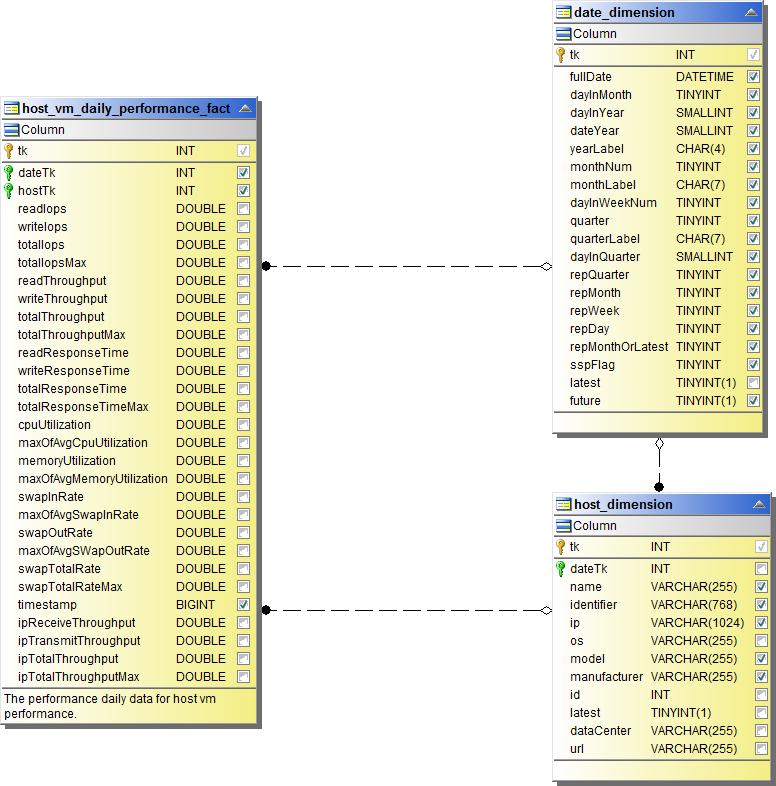 host_vm_daily_performance_fact
Column
tk INT
dateTk INT
hostTk INT
readIops DOUBLE
writeIops DOUBLE
totalIops DOUBLE
totalIopsMax DOUBLE
readThroughput DOUBLE
writeThroughput DOUBLE
totalThroughput DOUBLE
totalThroughputMax DOUBLE
readResponseTime DOUBLE
writeResponseTime DOUBLE
totalResponseTime DOUBLE
totalResponseTimeMax DOUBLE
cpuUtilization DOUBLE
maxOfAvgCpuUtilization DOUBLE
memoryUtilization DOUBLE
maxOfAvgMemoryUtilization DOUBLE
swapInRate DOUBLE
maxOfAvgSwapInRate DOUBLE
swapOutRate DOUBLE
maxOfAvgSWapOutRate DOUBLE
swapTotalRate DOUBLE
swapTotalRateMax DOUBLE
timestamp BIGINT
ipReceiveThroughput DOUBLE
ipTransmitThroughput DOUBLE
ipTotalThroughput DOUBLE
ipTotalThroughputMax DOUBLE
The performance daily data for host vm
performance.
date_dimension
Column
tk INT
fullDate DATETIME
dayInMonth TINYINT
dayInYear SMALLINT
dateYear SMALLINT
yearLabel CHAR(4)
monthNum TINYINT
monthLabel CHAR(7)
dayInWeekNum TINYINT
quarter TINYINT
quarterLabel CHAR(7)
dayInQuarter SMALLINT
repQuarter TINYINT
repMonth TINYINT
repWeek TINYINT
repDay TINYINT
repMonthOrLatest TINYINT
sspFlag TINYINT
latest TINYINT(1)
future TINYINT(1)
host_dimension
Column
tk INT
dateTk INT
name VARCHAR(255)
identifier VARCHAR(768)
ip VARCHAR(1024)
os VARCHAR(255)
model VARCHAR(255)
manufacturer VARCHAR(255)
id INT
latest TINYINT(1)
dataCenter VARCHAR(255)
url VARCHAR(255)